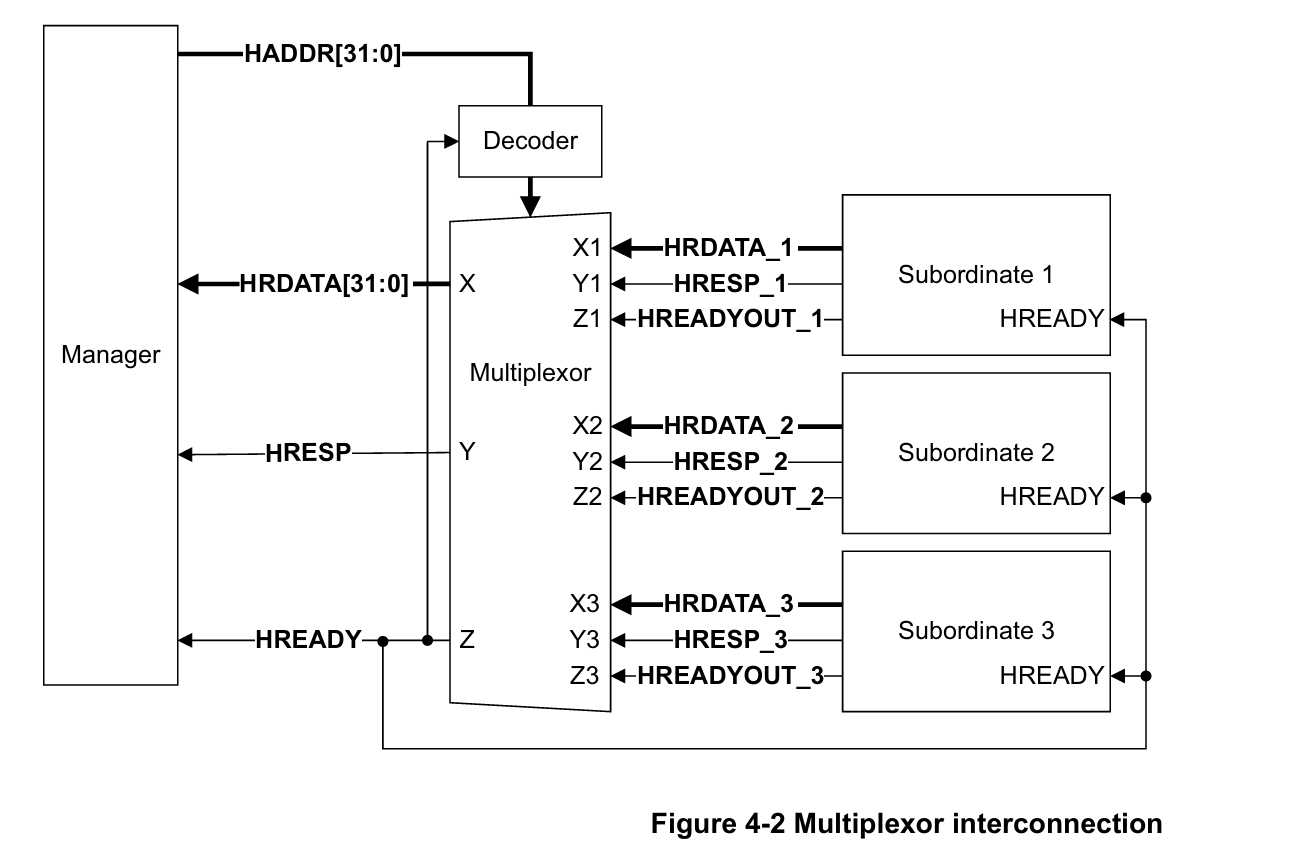 HADDR[31:0]
Decoder
X1
HRDATA_1
Y1
HRESP_1
Z1
HREADYOUT_1
Subordinate 1
HREADY
HRDATA[31:0]
X
Manager
Multiplexor
X2
HRDATA_2
Y2
HRESP_2
Z2
HREADYOUT_2
Subordinate 2
HREADY
HRESP
Y
X3
HRDATA_3
Y3
HRESP_3
Z3
HREADYOUT_3
Subordinate 3
HREADY
HREADY
Z
Figure 4-2 Multiplexor interconnection